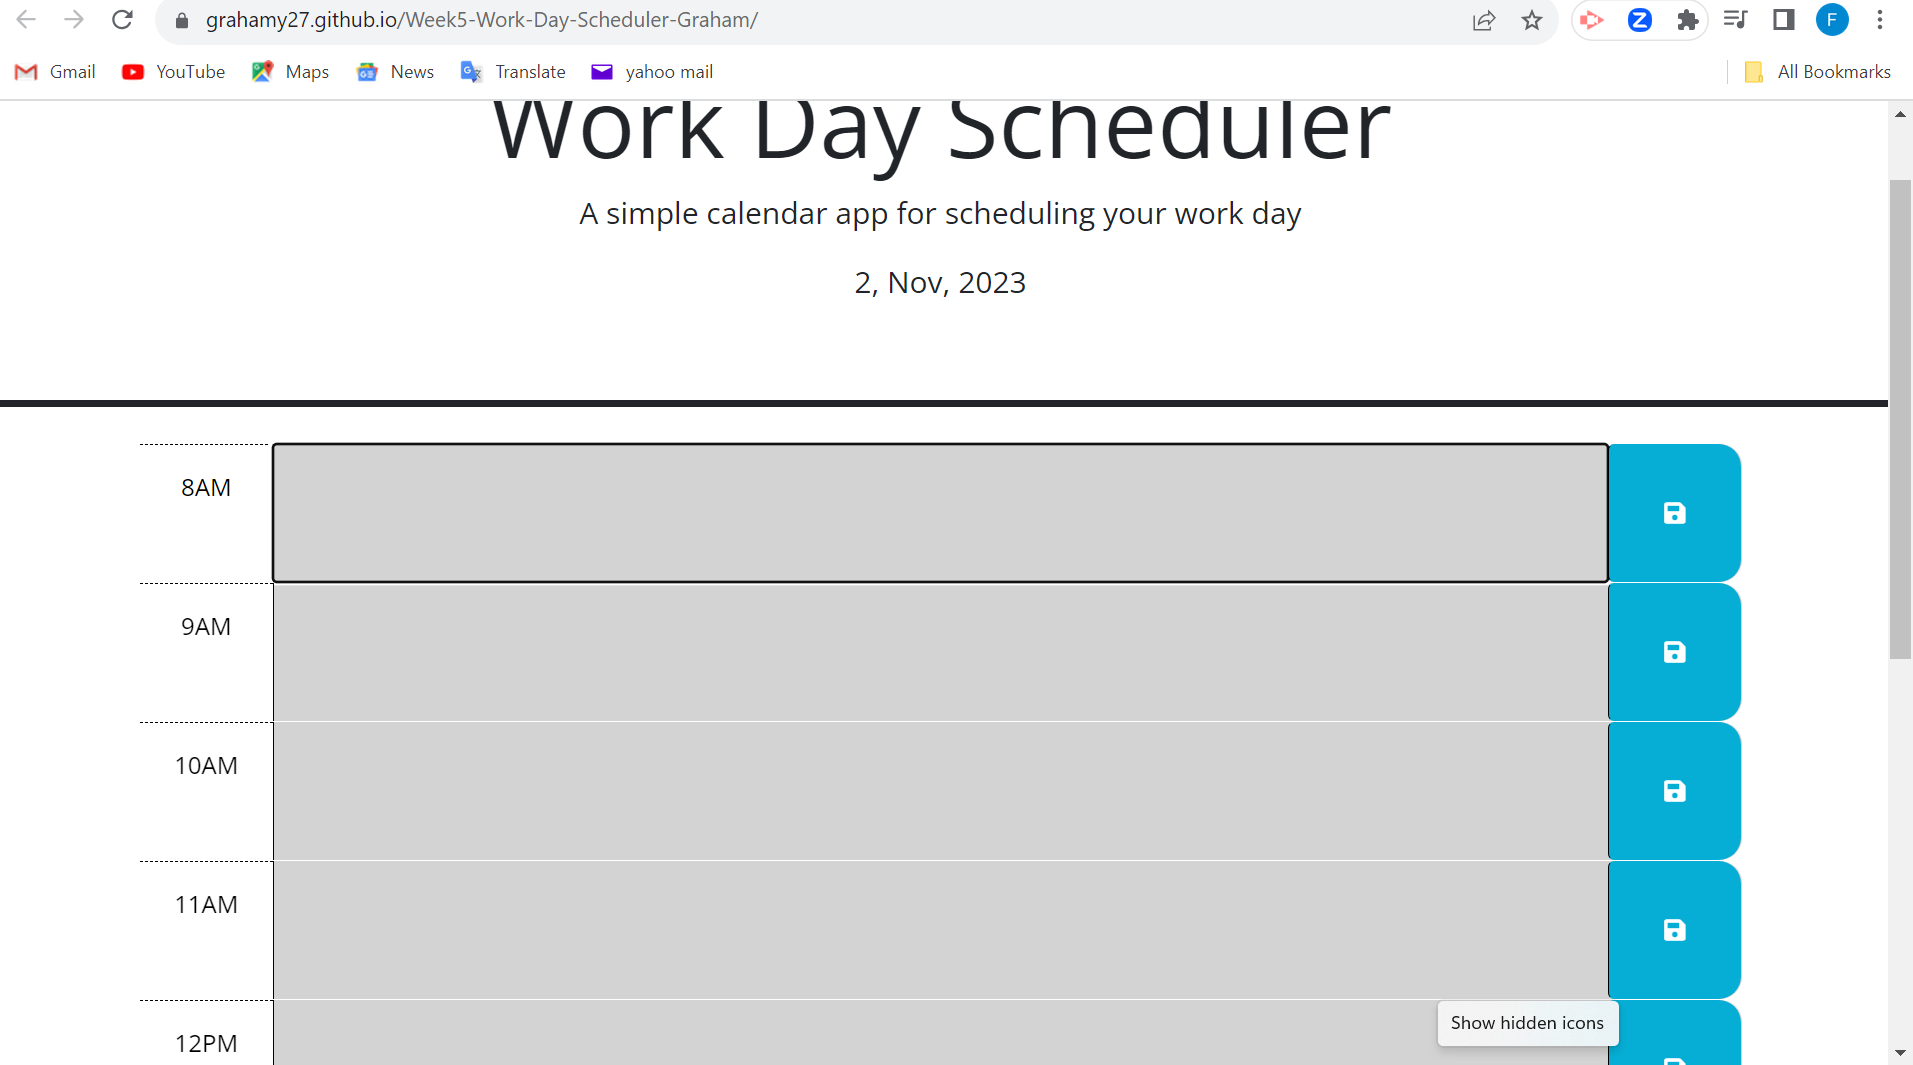 grahamy27.github.io/Week5-Work-Day-Scheduler-Graham/
F
Gmail YouTube Maps News Translate yahoo mail All Bookmarks
Work Day Scheduler
A simple calendar app for scheduling your work day
2, Nov, 2023
8AM
9AM
10AM
11AM
12PM
Show hidden icons